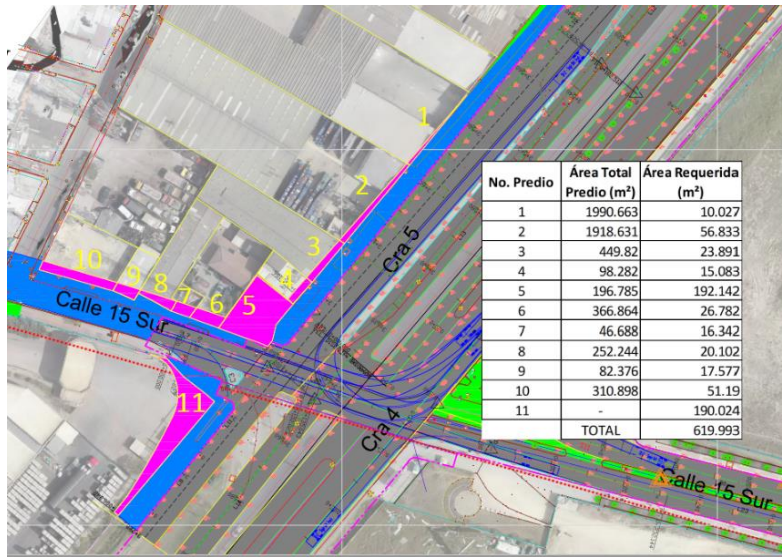 1
2
3
4
5
6
7
8
9
10
11
Cra 5
Calle 15 Sur
Cra 4
Calle 15 Sur
No. Predio Área Total Predio (m²) Área Requerida (m²)
1 1990.663 10.027
2 1918.631 56.833
3 449.82 23.891
4 98.282 15.083
5 196.785 192.142
6 366.864 26.782
7 46.688 16.342
8 252.244 20.102
9 82.376 17.577
10 310.898 51.19
11 - 190.024
TOTAL 619.993